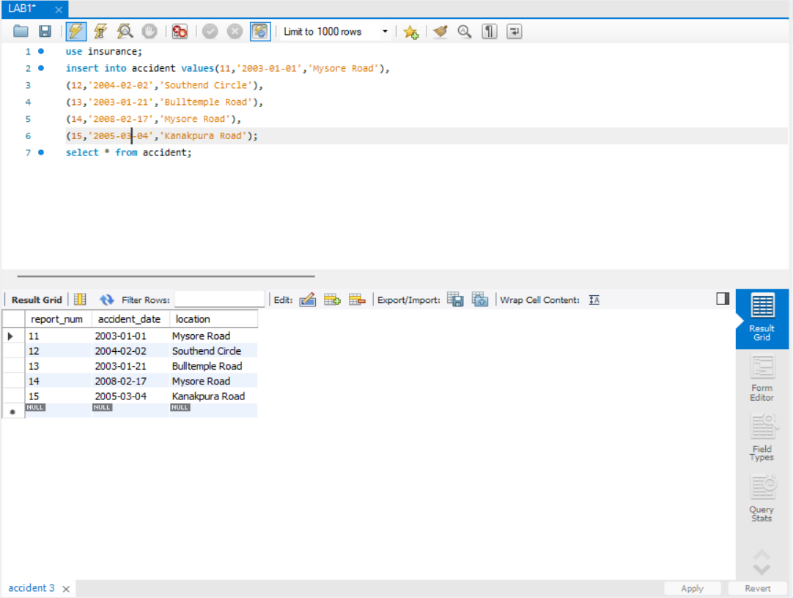 LAB1* ×
Limit to 1000 rows
1 use insurance;
2 insert into accident values(11,'2003-01-01','Mysore Road'),
3 (12,'2004-02-02','Southend Circle'),
4 (13,'2003-01-21','Bulltemple Road'),
5 (14,'2008-02-17','Mysore Road'),
6 (15,'2005-03-04','Kanakpura Road');
7 select * from accident;
Result Grid Filter Rows: Edit: Export/Import: Wrap Cell Content: IA
report_num accident_date location
11 2003-01-01 Mysore Road
12 2004-02-02 Southend Circle
13 2003-01-21 Bulltemple Road
14 2008-02-17 Mysore Road
15 2005-03-04 Kanakpura Road
NULL NULL NULL
Result
Grid
Form
Editor
Field
Types
Query
Stats
accident 3 ×
Apply Revert